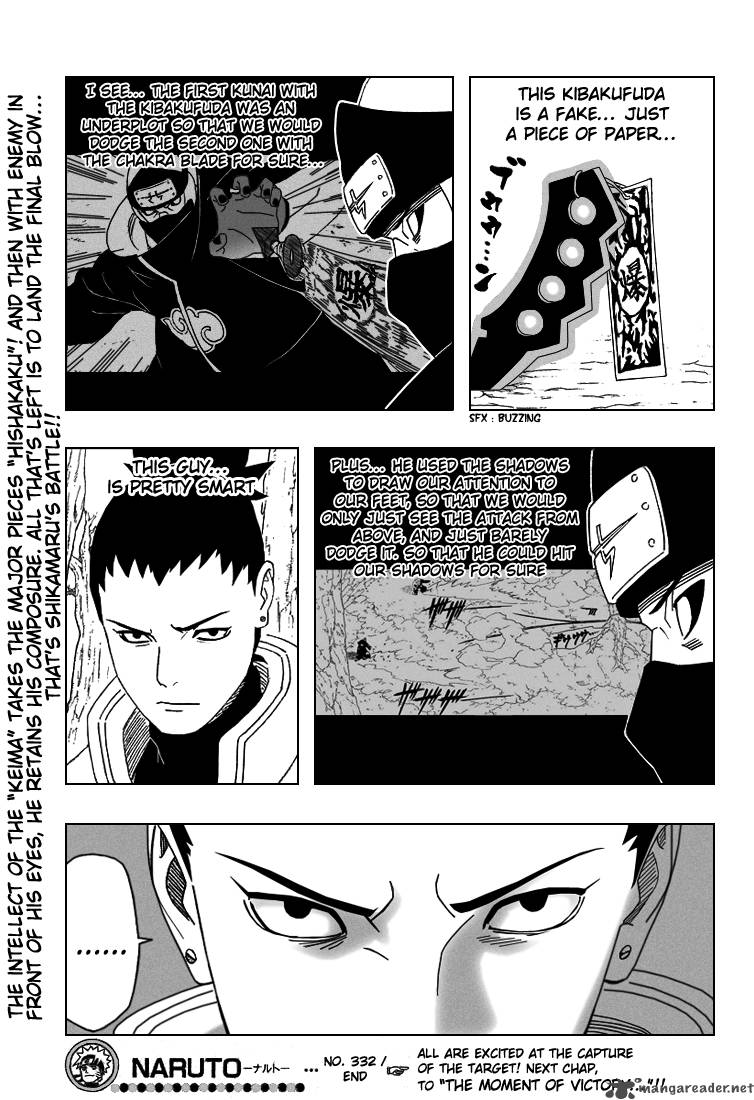 THIS KIBAKUFUDA
IS A FAKE... JUST
A PIECE OF PAPER...
爆
SFX : BUZZING
I SEE... THE FIRST KUNAI WITH
THE KIBAKUFUDA WAS AN
UNDERPLOT SO THAT WE WOULD
DODGE THE SECOND ONE WITH
THE CHAKRA BLADE FOR SURE...
爆
PLUS... HE USED THE SHADOWS
TO DRAW OUR ATTENTION TO
OUR FEET, SO THAT WE WOULD
ONLY JUST SEE THE ATTACK FROM
ABOVE, AND JUST BARELY
DODGE IT. SO THAT HE COULD HIT
OUR SHADOWS FOR SURE
THIS GUY...
IS PRETTY SMART
......
THE INTELLECT OF THE "KEIMA" TAKES THE MAJOR PIECES "HISHAKAKU"! AND THEN WITH ENEMY IN
FRONT OF HIS EYES, HE RETAINS HIS COMPOSURE. ALL THAT'S LEFT IS TO LAND THE FINAL BLOW...
THAT'S SHIKAMARU'S BATTLE!!
NARUTO —ナルト— ... NO. 332 / END
ALL ARE EXCITED AT THE CAPTURE
OF THE TARGET! NEXT CHAP,
TO "THE MOMENT OF VICTORY..."!!
mangareader.net